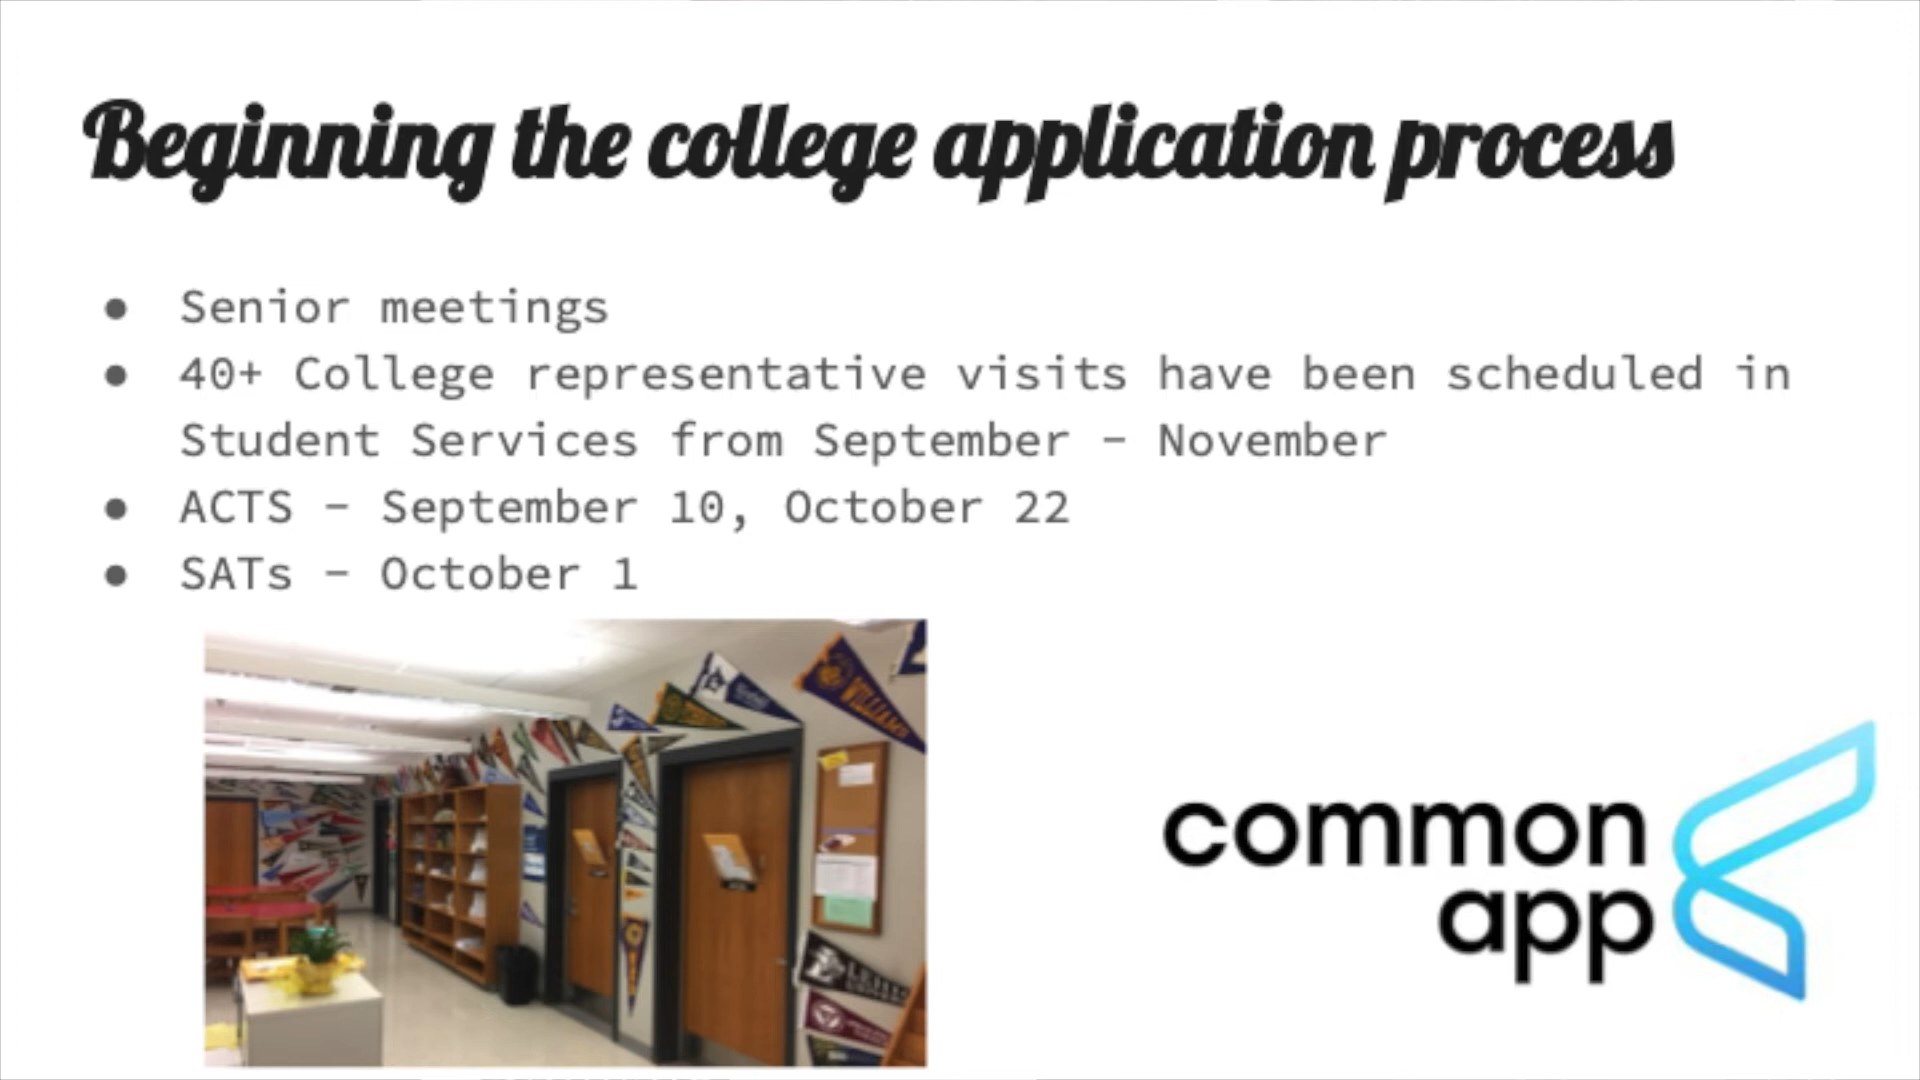 Beginning the college application process
● Senior meetings
● 40+ College representative visits have been scheduled in
Student Services from September - November
● ACTS - September 10, October 22
● SATs - October 1
WILLIAMS
common
app